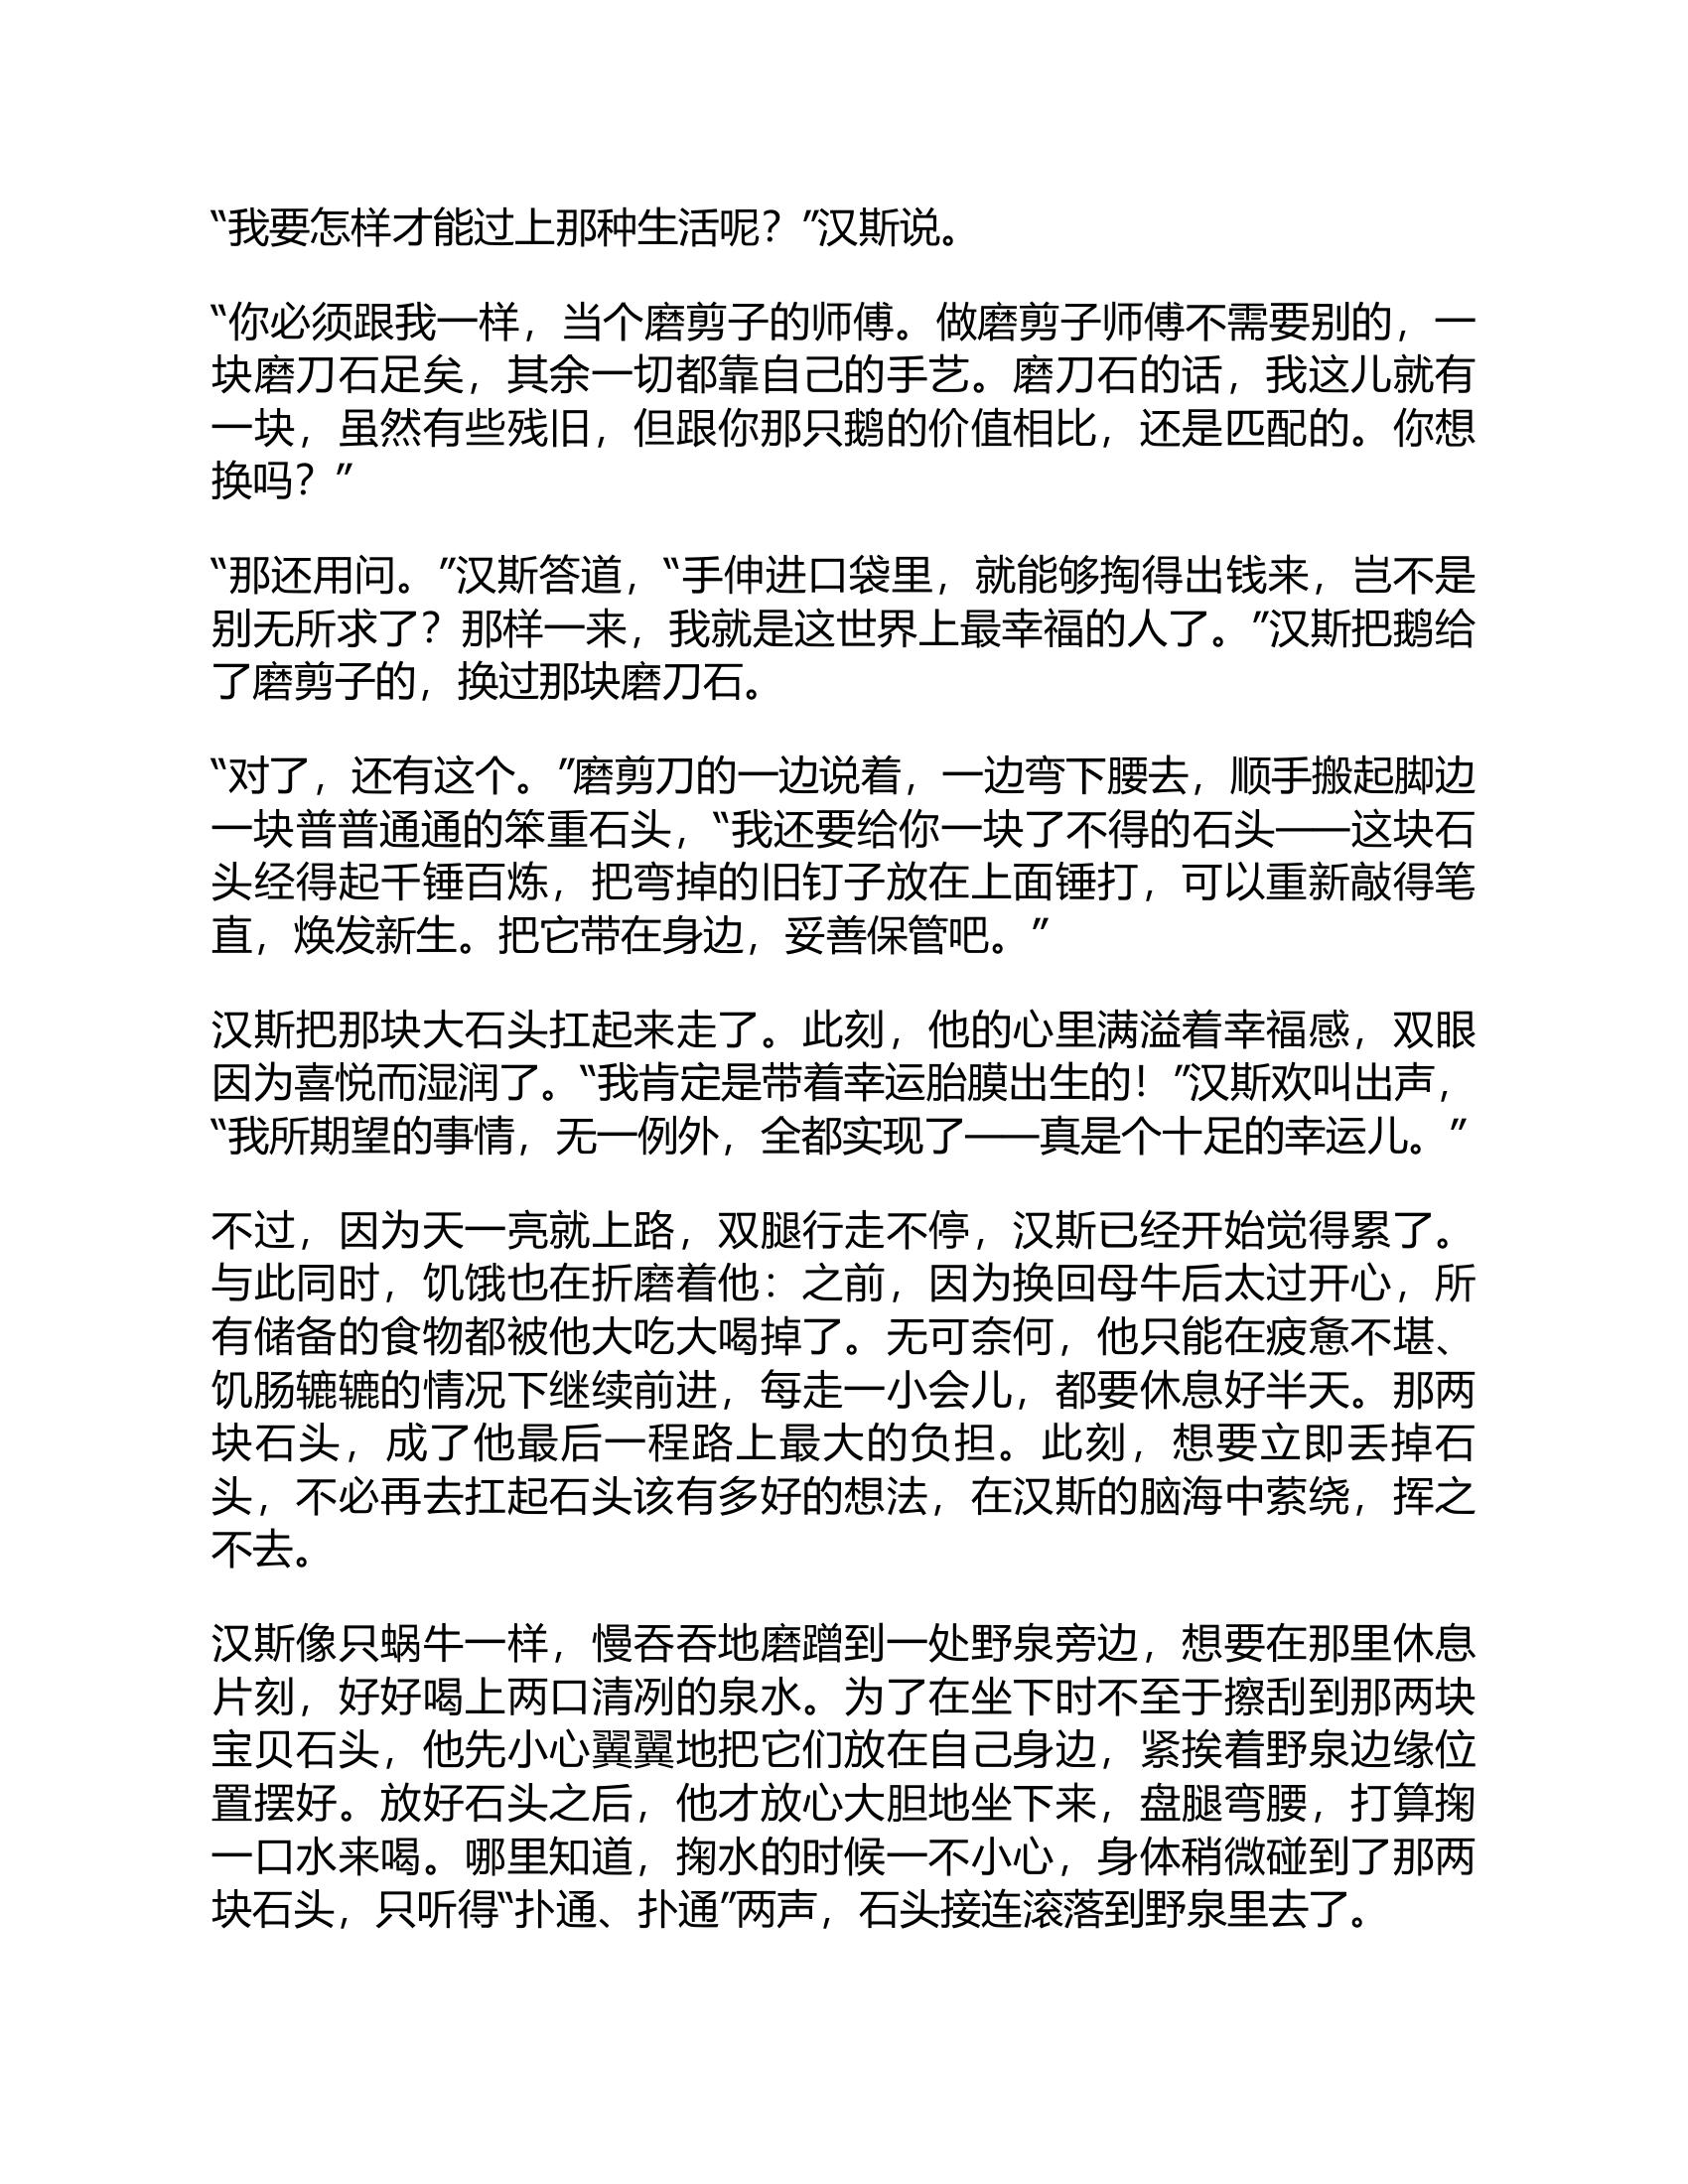 “我要怎样才能过上那种生活呢？”汉斯说。
“你必须跟我一样，当个磨剪子的师傅。做磨剪子师傅不需要别的，一
块磨刀石足矣，其余一切都靠自己的手艺。磨刀石的话，我这儿就有
一块，虽然有些残旧，但跟你那只鹅的价值相比，还是匹配的。你想
换吗？”
“那还用问。”汉斯答道，“手伸进口袋里，就能够掏得出钱来，岂不是
别无所求了？那样一来，我就是这世界上最幸福的人了。”汉斯把鹅给
了磨剪子的，换过那块磨刀石。
“对了，还有这个。”磨剪刀的一边说着，一边弯下腰去，顺手搬起脚边
一块普普通通的笨重石头，“我还要给你一块了不得的石头——这块石
头经得起千锤百炼，把弯掉的旧钉子放在上面锤打，可以重新敲得笔
直，焕发新生。把它带在身边，妥善保管吧。”
汉斯把那块大石头扛起来走了。此刻，他的心里满溢着幸福感，双眼
因为喜悦而湿润了。“我肯定是带着幸运胎膜出生的！”汉斯欢叫出声，
“我所期望的事情，无一例外，全都实现了——真是个十足的幸运儿。”
不过，因为天一亮就上路，双腿行走不停，汉斯已经开始觉得累了。
与此同时，饥饿也在折磨着他：之前，因为换回母牛后太过开心，所
有储备的食物都被他大吃大喝掉了。无可奈何，他只能在疲惫不堪、
饥肠辘辘的情况下继续前进，每走一小会儿，都要休息好半天。那两
块石头，成了他最后一程路上最大的负担。此刻，想要立即丢掉石
头，不必再去扛起石头该有多好的想法，在汉斯的脑海中萦绕，挥之
不去。
汉斯像只蜗牛一样，慢吞吞地磨蹭到一处野泉旁边，想要在那里休息
片刻，好好喝上两口清冽的泉水。为了在坐下时不至于擦刮到那两块
宝贝石头，他先小心翼翼地把它们放在自己身边，紧挨着野泉边缘位
置摆好。放好石头之后，他才放心大胆地坐下来，盘腿弯腰，打算掬
一口水来喝。哪里知道，掬水的时候一不小心，身体稍微碰到了那两
块石头，只听得“扑通、扑通”两声，石头接连滚落到野泉里去了。